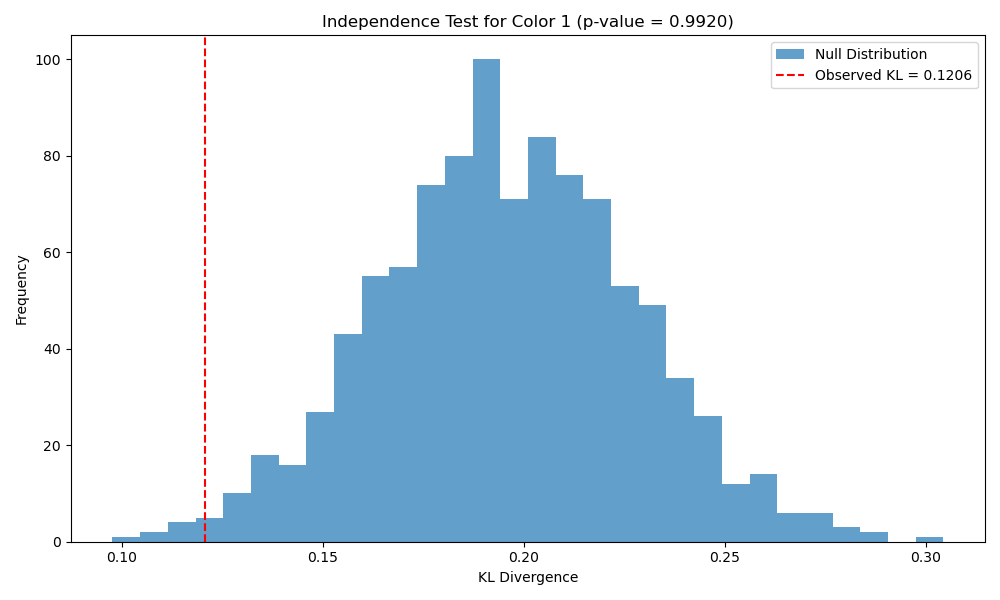 Independence Test for Color 1 (p-value = 0.9920)
Null Distribution
Observed KL = 0.1206
Frequency
100
80
60
40
20
0
0.10
0.15
0.20
0.25
0.30
KL Divergence